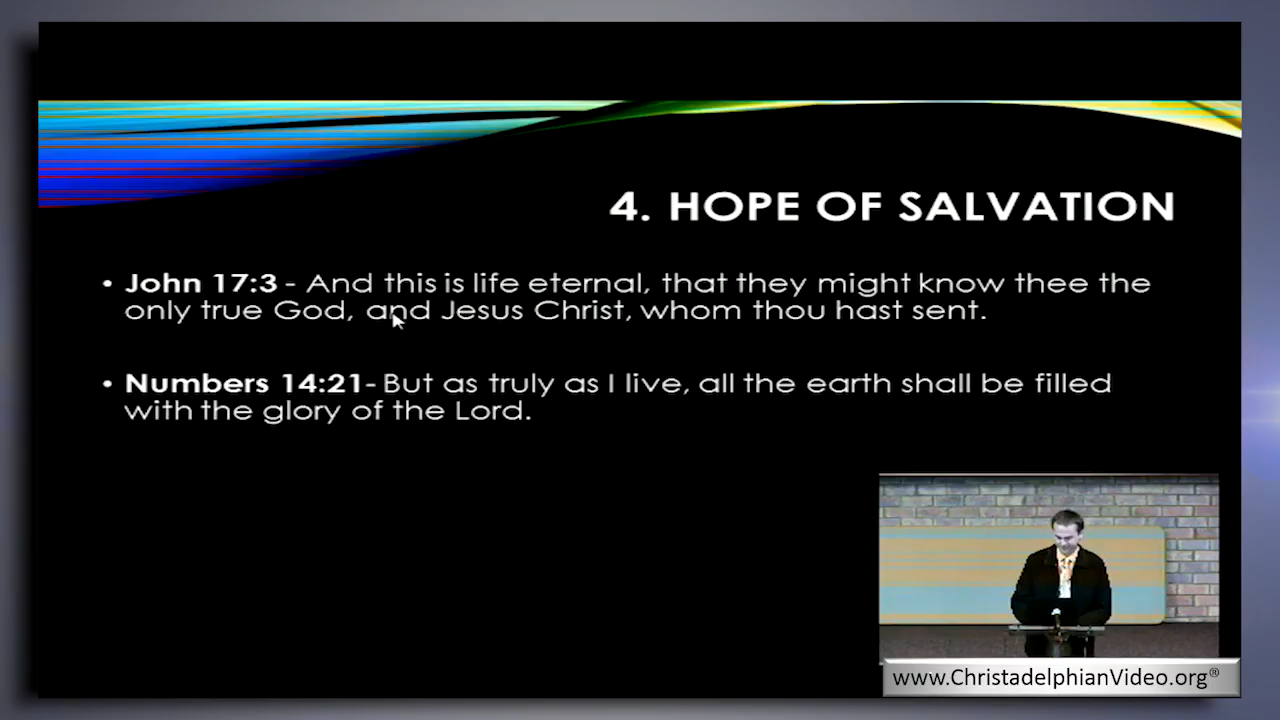 4. HOPE OF SALVATION
• John 17:3 - And this is life eternal, that they might know thee the
only true God, and Jesus Christ, whom thou hast sent.
• Numbers 14:21- But as truly as I live, all the earth shall be filled
with the glory of the Lord.
www.ChristadelphianVideo.org®